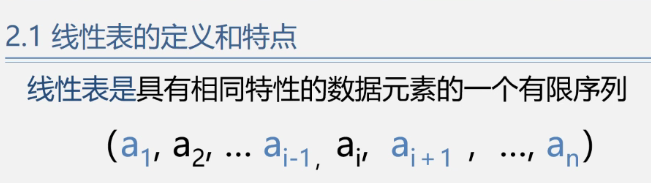 2.1 线性表的定义和特点
线性表是具有相同特性的数据元素的一个有限序列
(a₁, a₂, … aᵢ₋₁, aᵢ, aᵢ₊₁ , …, aₙ)